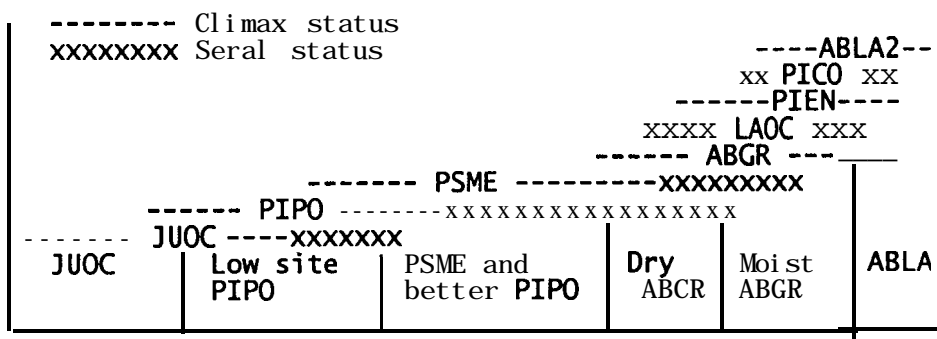 -------- Climax status
xxxxxxxx Seral status
----ABLA2--
xx PICO xx
------PIEN----
xxxx LAOC xxx
------ ABGR ---____
------- PSME ---------xxxxxxxxx
------ PIPO --------xxxxxxxxxxxxxxxxx
------- JUOC ----xxxxxxx
JUOC Low site PSME and Dry Moist ABLA
PIPO better PIPO ABCR ABGR